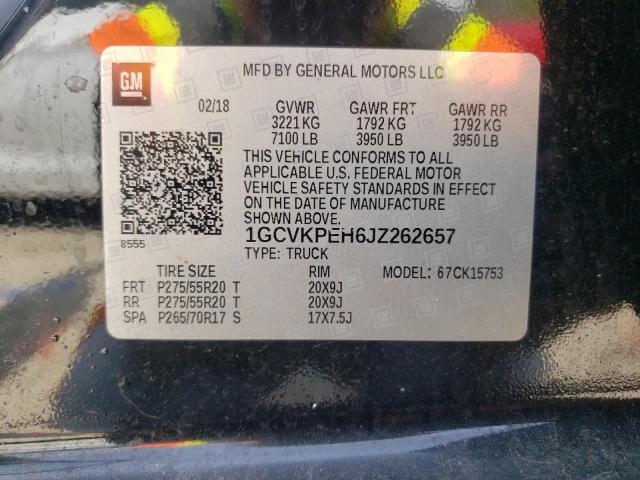 GM MFD BY GENERAL MOTORS LLC
02/18 GVWR GAWR FRT GAWR RR
3221 KG 1792 KG 1792 KG
7100 LB 3950 LB 3950 LB
THIS VEHICLE CONFORMS TO ALL
APPLICABLE U.S. FEDERAL MOTOR
VEHICLE SAFETY STANDARDS IN EFFECT
ON THE DATE OF MANUFACTURE
SHOWN ABOVE.
8555 1GCVKPEH6JZ262657
TYPE: TRUCK
TIRE SIZE RIM MODEL: 67CK15753
FRT P275/55R20 T 20X9J
RR P275/55R20 T 20X9J
SPA P265/70R17 S 17X7.5J